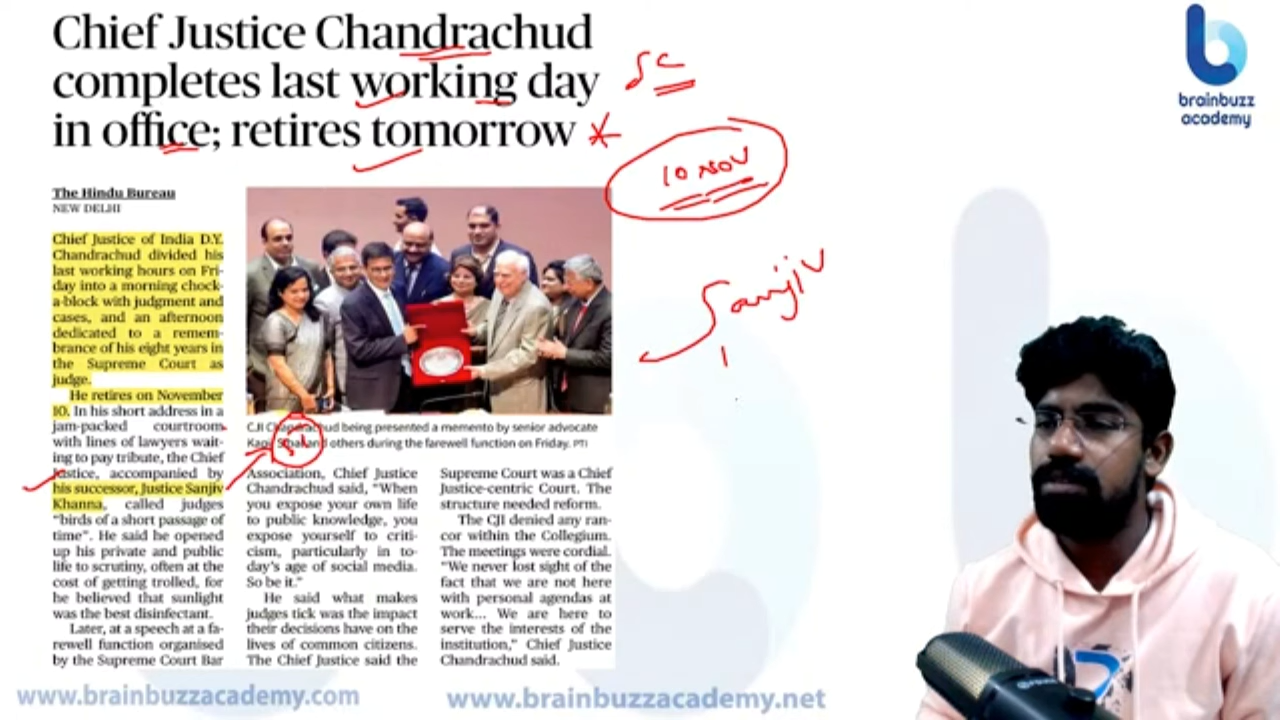 Chief Justice Chandrachud
completes last working day
in office; retires tomorrow
SC
10 NOV
Sanjiv
brainbuzz
academy
The Hindu Bureau
NEW DELHI
Chief Justice of India D.Y.
Chandrachud divided his
last working hours on Fri-
day into a morning chock-
a-block with judgment and
cases, and an afternoon
dedicated to a remem-
brance of his eight years in
the Supreme Court as
judge.
He retires on November
10. In his short address in a
jam-packed courtroom
with lines of lawyers wait-
ing to pay tribute, the Chief
Justice, accompanied by
his successor, Justice Sanjiv
Khanna, called judges
"birds of a short passage of
time". He said he opened
up his private and public
life to scrutiny, often at the
cost of getting trolled, for
he believed that sunlight
was the best disinfectant.
Later, at a speech at a fa-
rewell function organised
by the Supreme Court Bar
CJI Chandrachud being presented a memento by senior advocate
Kapil Sibal and others during the farewell function on Friday. PTI
51
Association, Chief Justice
Chandrachud said, "When
you expose your own life
to public knowledge, you
expose yourself to criti-
cism, particularly in to-
day's age of social media.
So be it."
He said what makes
judges tick was the impact
their decisions have on the
lives of common citizens.
The Chief Justice said the
Supreme Court was a Chief
Justice-centric Court. The
structure needed reform.
The CJI denied any ran-
cor within the Collegium.
The meetings were cordial.
"We never lost sight of the
fact that we are not here
with personal agendas at
work... We are here to
serve the interests of the
institution," Chief Justice
Chandrachud said.
www.brainbuzzacademy.com
www.brainbuzzacademy.net